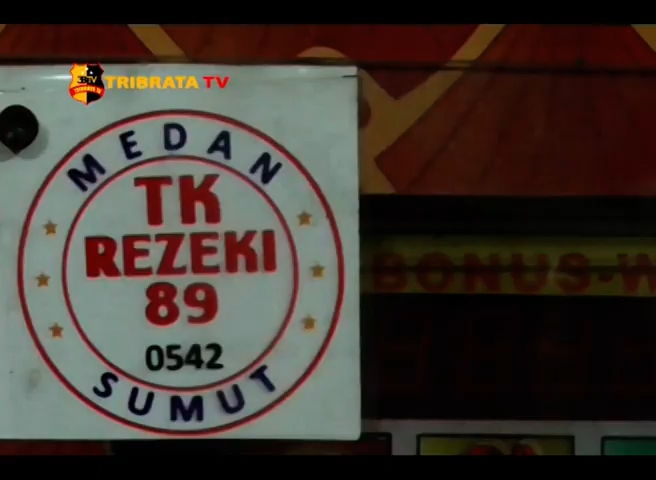 TRIBRATA TV
MEDAN
TK
REZEKI
89
0542
SUMUT
BONUS-W